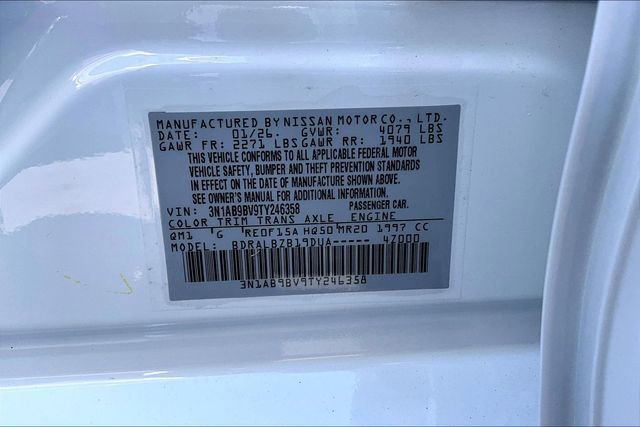 MANUFACTURED BY NISSAN MOTOR CO., LTD.
DATE: 01/26 GVWR: 4079 LBS
GAWR FR: 2271 LBS GAWR RR: 1940 LBS
THIS VEHICLE CONFORMS TO ALL APPLICABLE FEDERAL MOTOR
VEHICLE SAFETY, BUMPER AND THEFT PREVENTION STANDARDS
IN EFFECT ON THE DATE OF MANUFACTURE SHOWN ABOVE.
SEE OWNER'S MANUAL FOR ADDITIONAL INFORMATION.
VIN: 3N1AB9BV9TY246358 PASSENGER CAR.
COLOR TRIM TRANS AXLE ENGINE
QM1 G RE0F15A HQ50 MR20 1997 CC
MODEL: BDRALBZB19DUA----- 47000
3N1AB9BV9TY246358